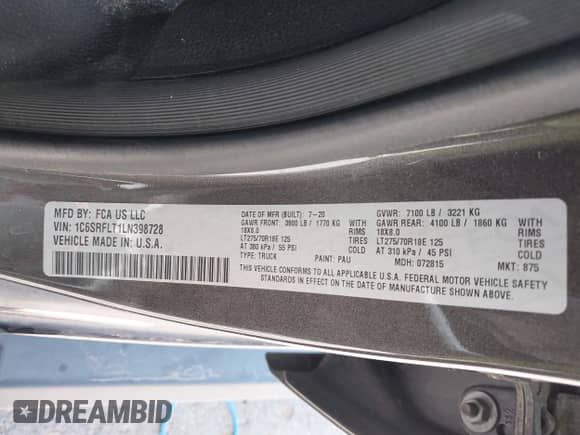 MFD BY: FCA US LLC
VIN: 1C6SRFLT1LN398728
VEHICLE MADE IN: U.S.A.
DATE OF MFR (BUILT): 7-20
GAWR FRONT: 3900 LB / 1770 KG
18X8.0 RIMS
LT275/70R18E 125 TIRES
AT 380 kPa / 55 PSI COLD
TYPE: TRUCK PAINT: PAU
GVWR: 7100 LB / 3221 KG
GAWR REAR: 4100 LB / 1860 KG
18X8.0 RIMS
LT275/70R18E 125 TIRES
AT 310 kPa / 45 PSI COLD
MDH: 072815 MKT: 875
THIS VEHICLE CONFORMS TO ALL APPLICABLE U.S.A. FEDERAL MOTOR VEHICLE SAFETY
STANDARDS IN EFFECT ON THE DATE OF MANUFACTURE SHOWN ABOVE.
DREAMBID